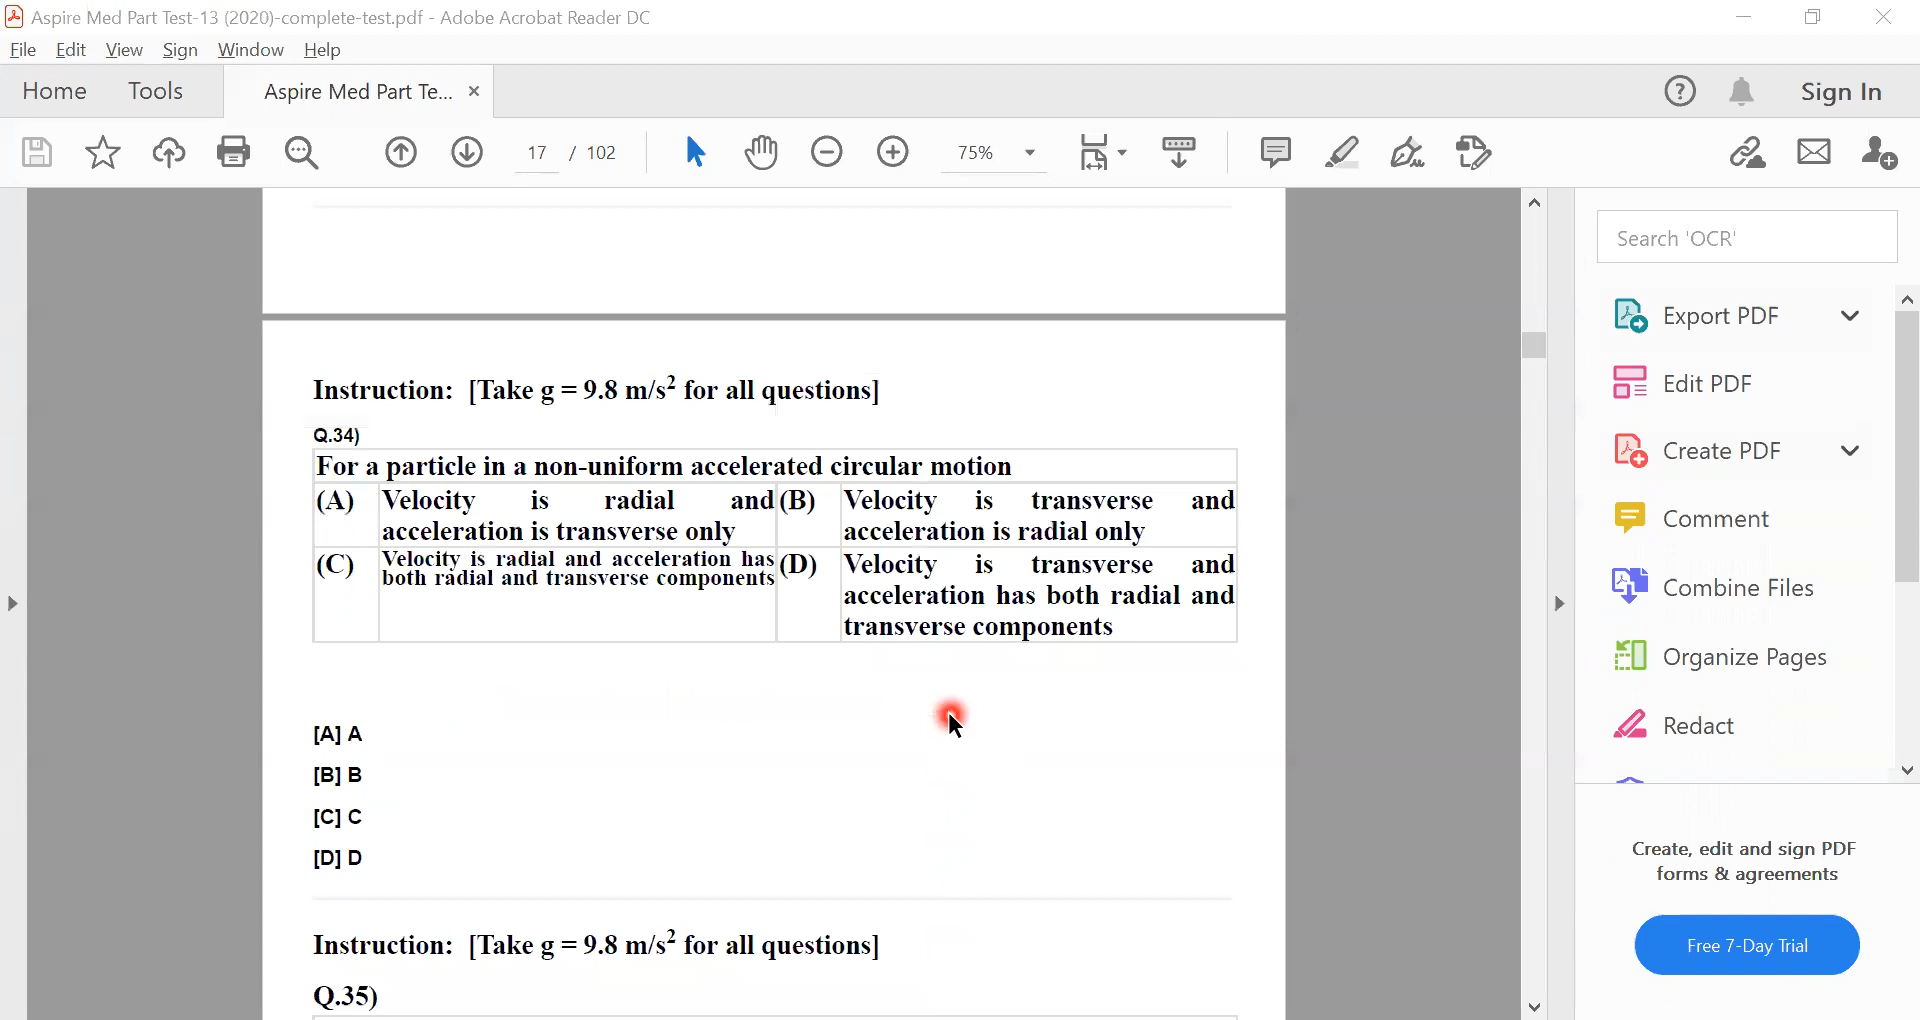 Aspire Med Part Test-13 (2020)-complete-test.pdf - Adobe Acrobat Reader DC
File Edit View Sign Window Help
Home Tools Aspire Med Part Te... × Sign In
17 / 102 75%
Search 'OCR'
Export PDF
Edit PDF
Create PDF
Comment
Combine Files
Organize Pages
Redact
Create, edit and sign PDF
forms & agreements
Free 7-Day Trial
Instruction: [Take g = 9.8 m/s² for all questions]
Q.34)
For a particle in a non-uniform accelerated circular motion
(A) Velocity is radial and
acceleration is transverse only
(B) Velocity is transverse and
acceleration is radial only
(C) Velocity is radial and acceleration has
both radial and transverse components
(D) Velocity is transverse and
acceleration has both radial and
transverse components
[A] A
[B] B
[C] C
[D] D
Instruction: [Take g = 9.8 m/s² for all questions]
Q.35)